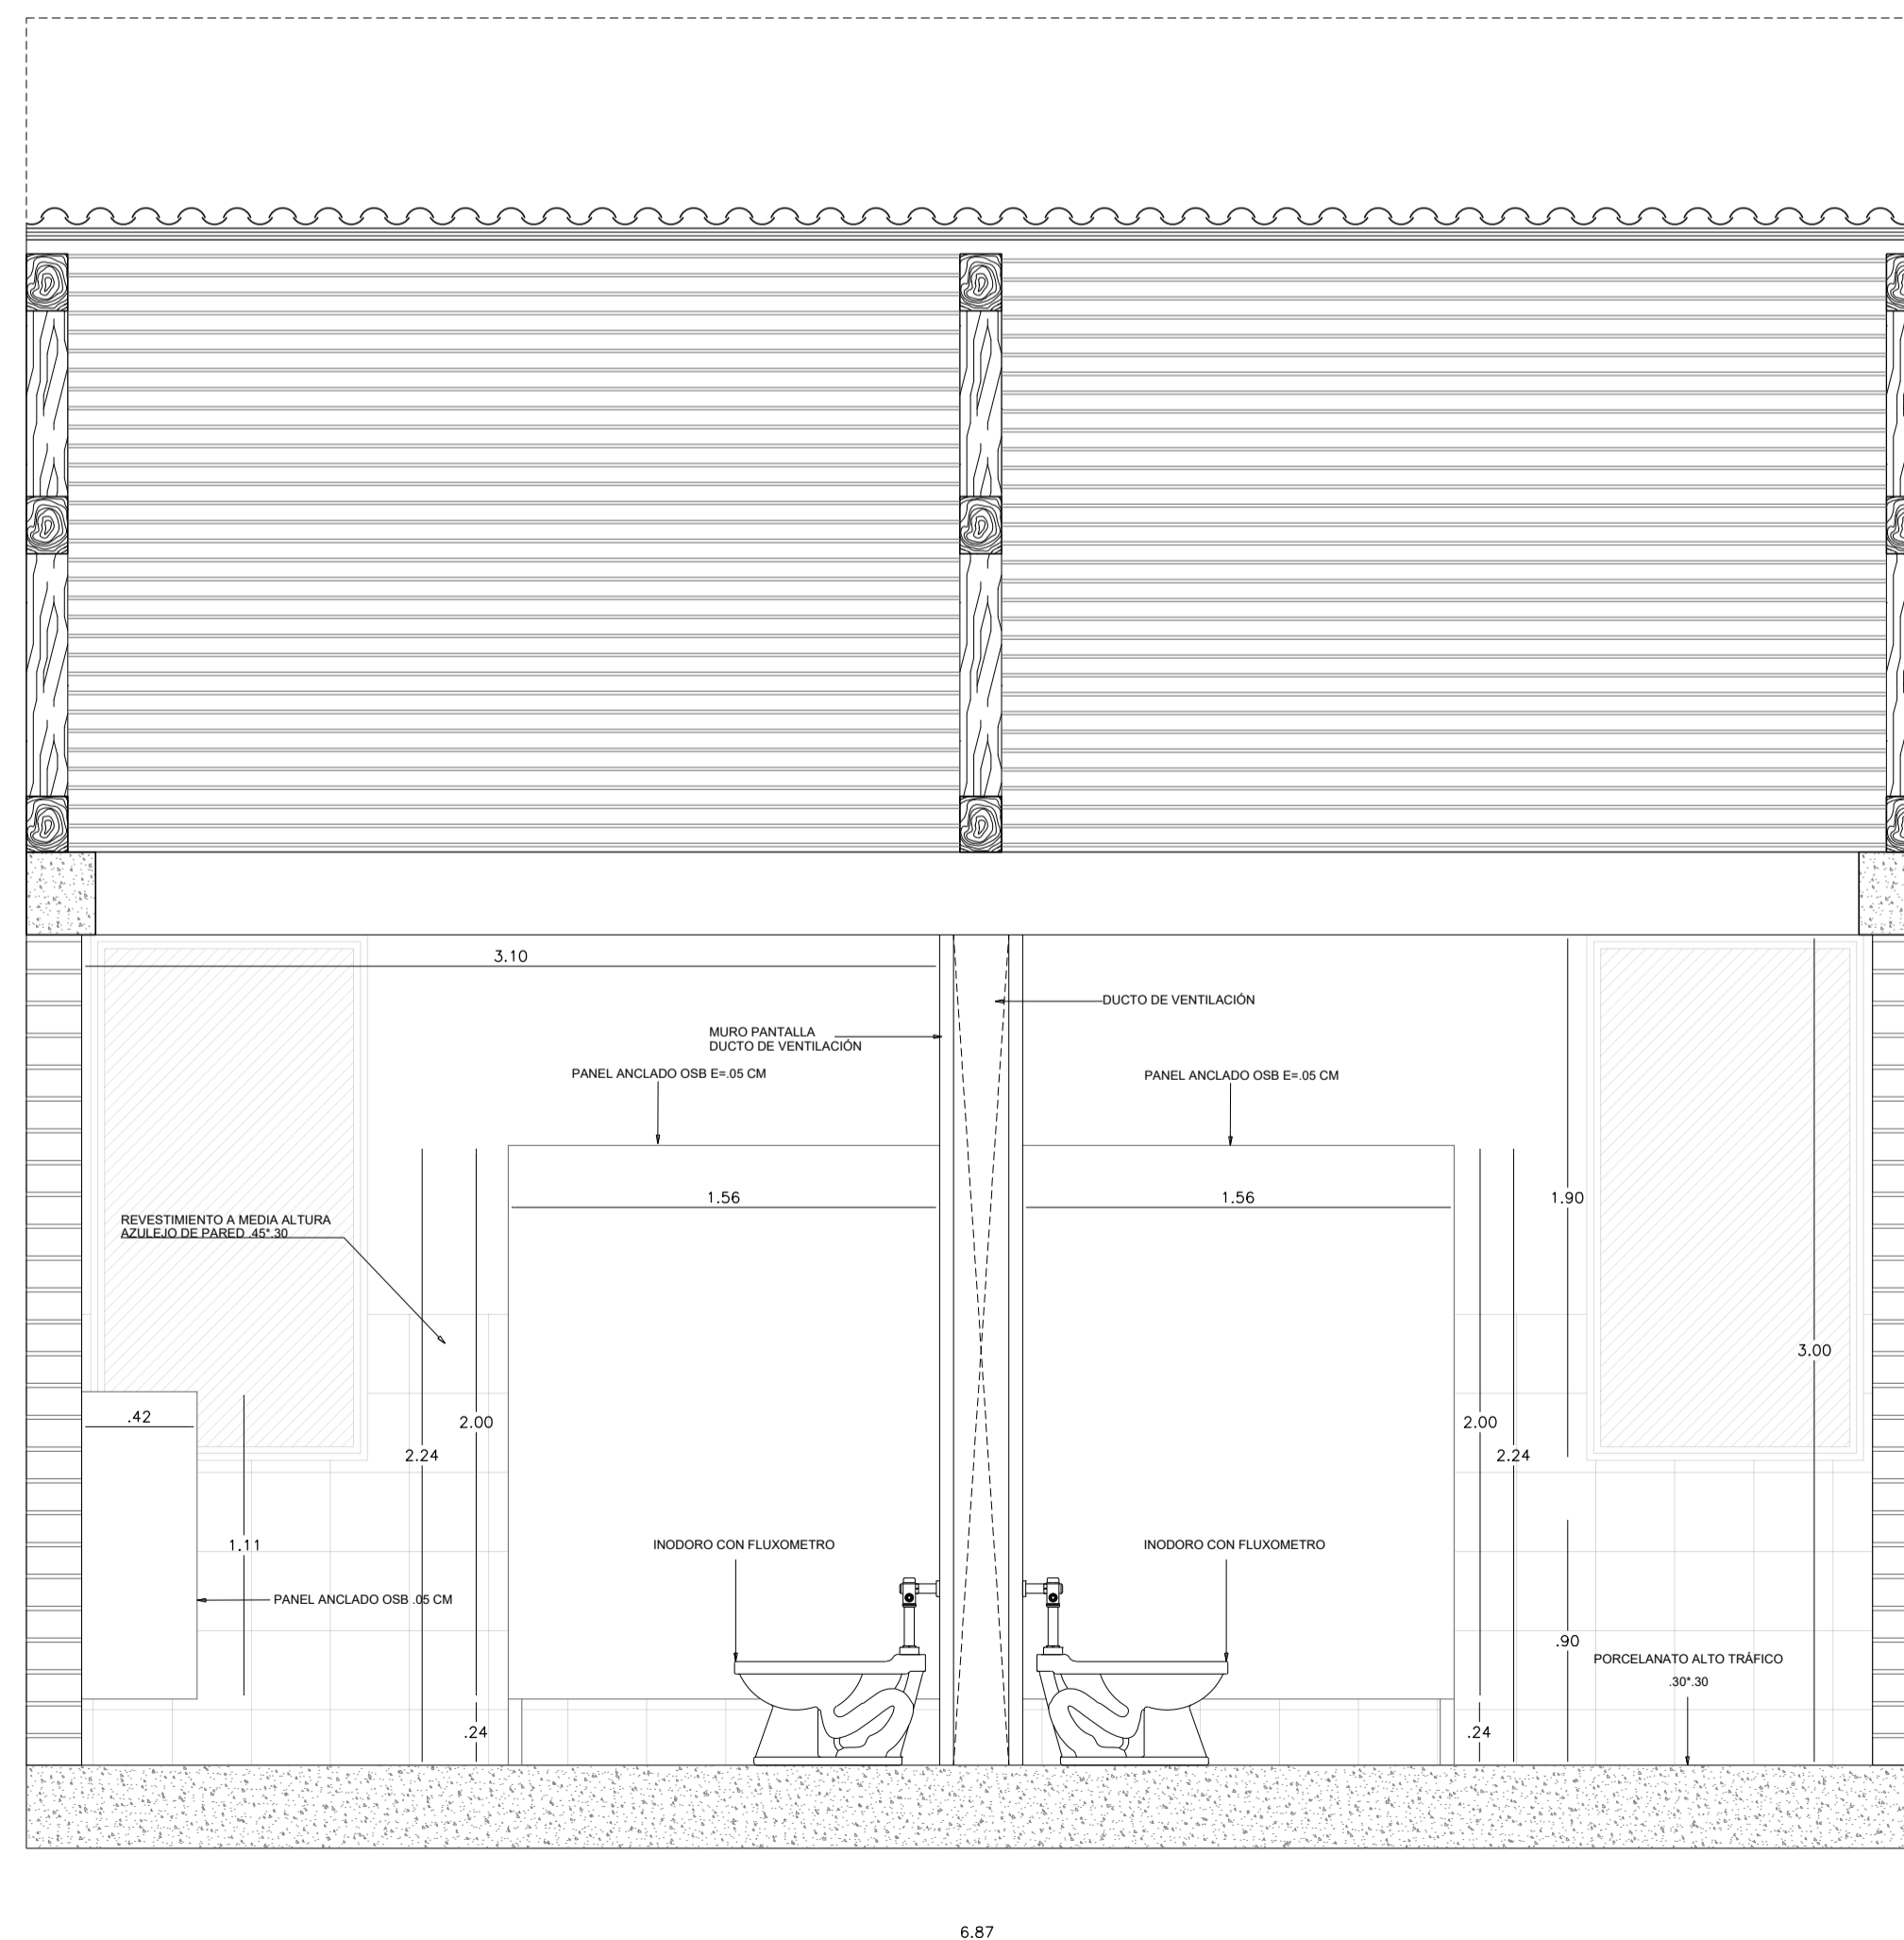 3.10
DUCTO DE VENTILACIÓN
MURO PANTALLA
DUCTO DE VENTILACIÓN
PANEL ANCLADO OSB E=.05 CM
PANEL ANCLADO OSB E=.05 CM
1.56
1.56
1.90
REVESTIMIENTO A MEDIA ALTURA
AZULEJO DE PARED .45*.30
3.00
.42
2.00
2.00
2.24
2.24
1.11
INODORO CON FLUXOMETRO
INODORO CON FLUXOMETRO
PANEL ANCLADO OSB .05 CM
.90
PORCELANATO ALTO TRÁFICO
.30*.30
.24
.24
6.87